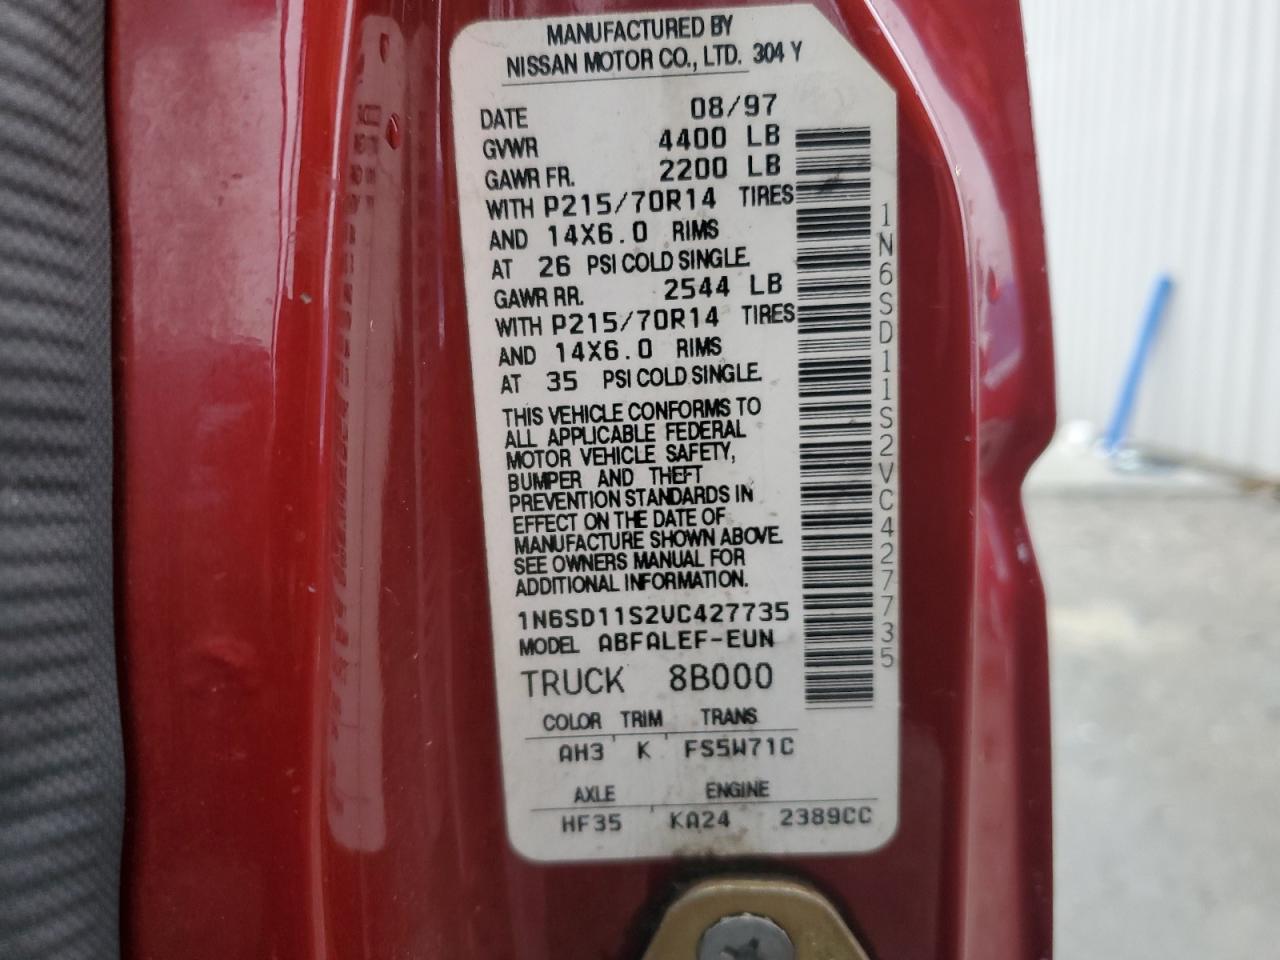 MANUFACTURED BY
NISSAN MOTOR CO., LTD. 304 Y
DATE 08/97
GVWR 4400 LB
GAWR FR. 2200 LB
WITH P215/70R14 TIRES
AND 14X6.0 RIMS
AT 26 PSI COLD SINGLE.
GAWR RR. 2544 LB
WITH P215/70R14 TIRES
AND 14X6.0 RIMS
AT 35 PSI COLD SINGLE.
THIS VEHICLE CONFORMS TO
ALL APPLICABLE FEDERAL
MOTOR VEHICLE SAFETY,
BUMPER AND THEFT
PREVENTION STANDARDS IN
EFFECT ON THE DATE OF
MANUFACTURE SHOWN ABOVE.
SEE OWNERS MANUAL FOR
ADDITIONAL INFORMATION.
1N6SD11S2VC427735
MODEL ABFALEF-EUN
TRUCK 8B000
COLOR TRIM TRANS
AH3 K FS5W71C
AXLE ENGINE
HF35 KA24 2389CC
1N6SD11S2VC427735